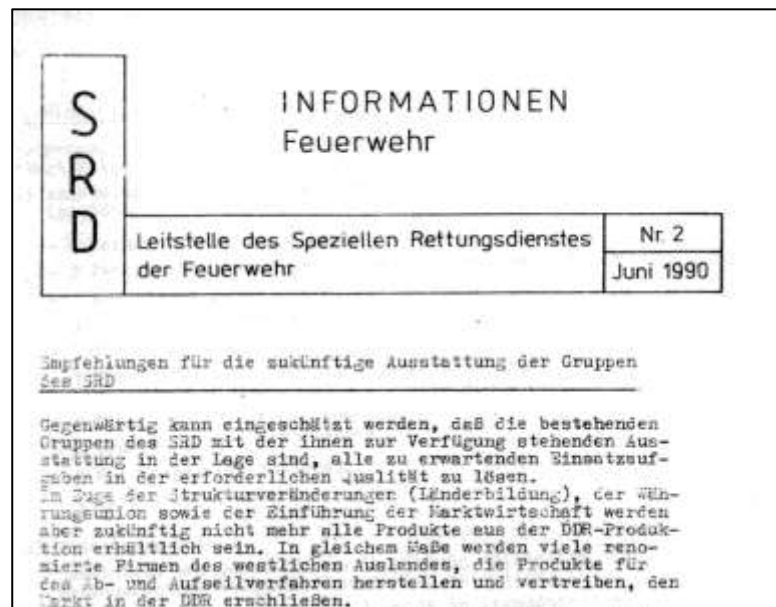 SRD
INFORMATIONEN
Feuerwehr
Leitstelle des Speziellen Rettungsdienstes
der Feuerwehr
Nr. 2
Juni 1990
Empfehlungen für die zukünftige Ausstattung der Gruppen
des SRD
Gegenwärtig kann eingeschätzt werden, daß die bestehenden
Gruppen des SRD mit der ihnen zur Verfügung stehenden Aus-
stattung in der Lage sind, alle zu erwartenden Einsatzauf-
gaben in der erforderlichen Qualität zu lösen.
Im Zuge der Strukturveränderungen (Länderbildung), der Wäh-
rungsunion sowie der Einführung der Marktwirtschaft werden
aber zukünftig nicht mehr alle Produkte aus der DDR-Produk-
tion erhältlich sein. In gleichem Maße werden viele reno-
mierte Firmen des westlichen Auslandes, die Produkte für
das Ab- und Aufseilverfahren herstellen und vertreiben, den
Markt in der DDR erschließen.